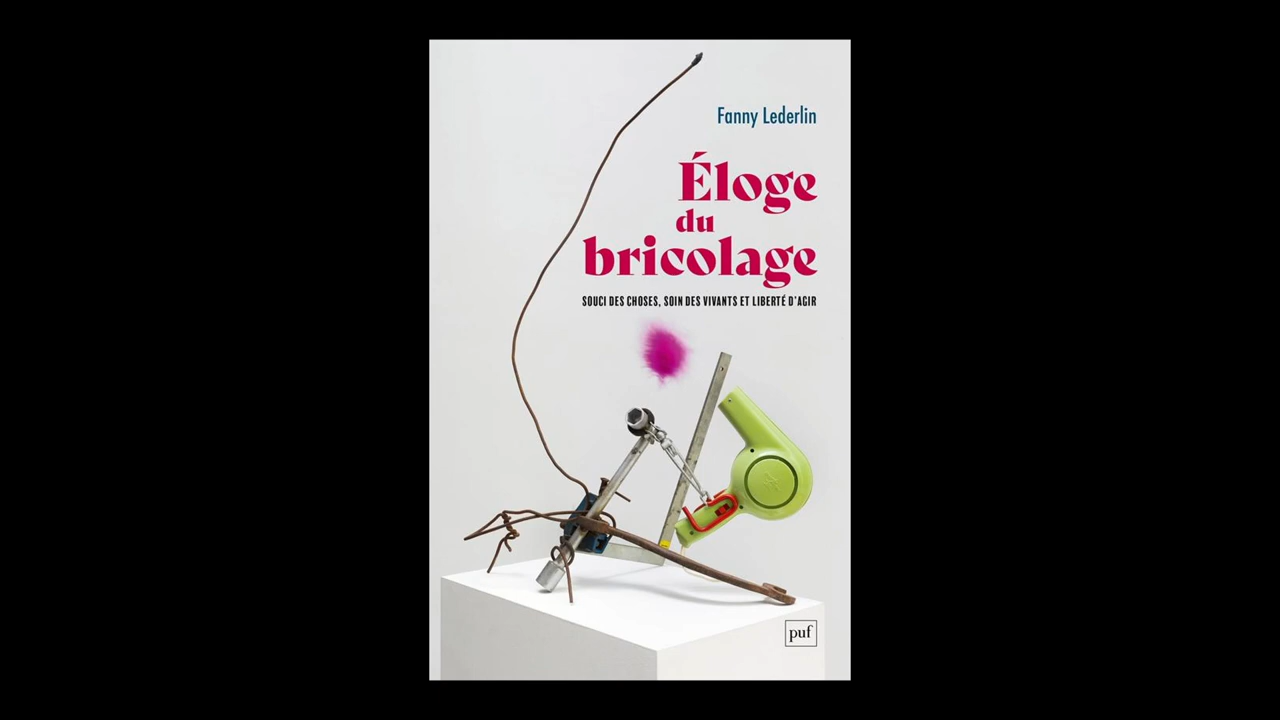 Fanny Lederlin
Éloge
du
bricolage
SOUCI DES CHOSES, SOIN DES VIVANTS ET LIBERTÉ D'AGIR
puf